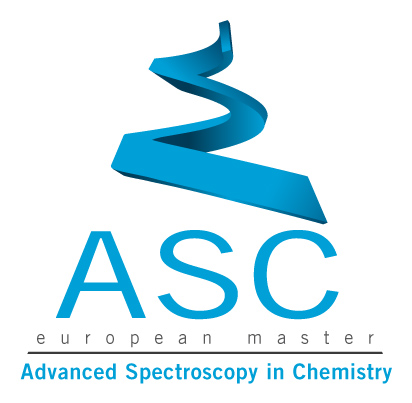 ASC
european master
Advanced Spectroscopy in Chemistry